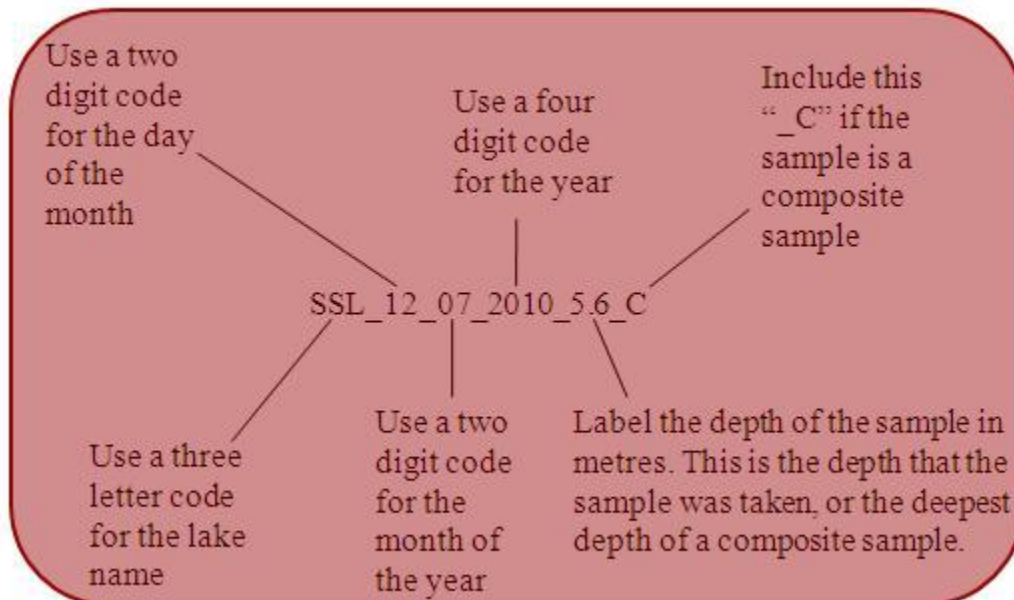 Use a two
digit code
for the day
of the
month
Use a four
digit code
for the year
Include this
“_C” if the
sample is a
composite
sample
SSL_12_07_2010_5.6_C
Use a three
letter code
for the lake
name
Use a two
digit code
for the
month of
the year
Label the depth of the sample in
metres. This is the depth that the
sample was taken, or the deepest
depth of a composite sample.